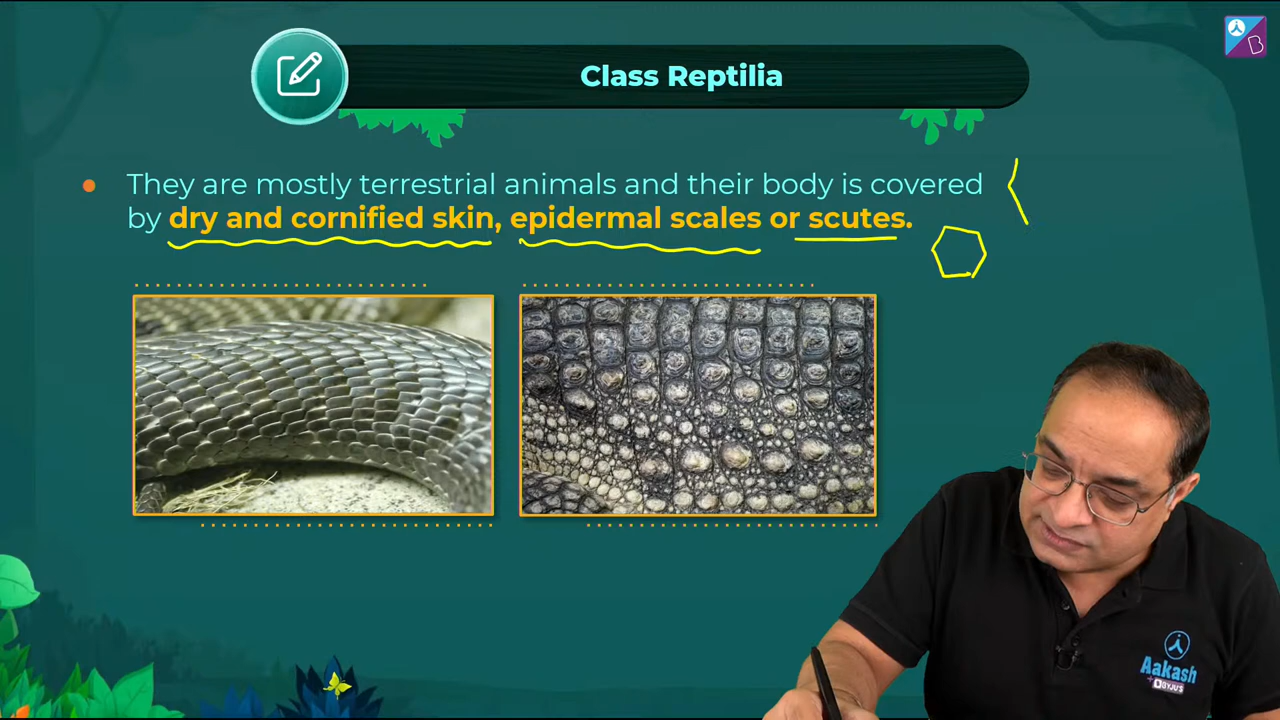 Class Reptilia
They are mostly terrestrial animals and their body is covered
by dry and cornified skin, epidermal scales or scutes.
Aakash
BYJU'S